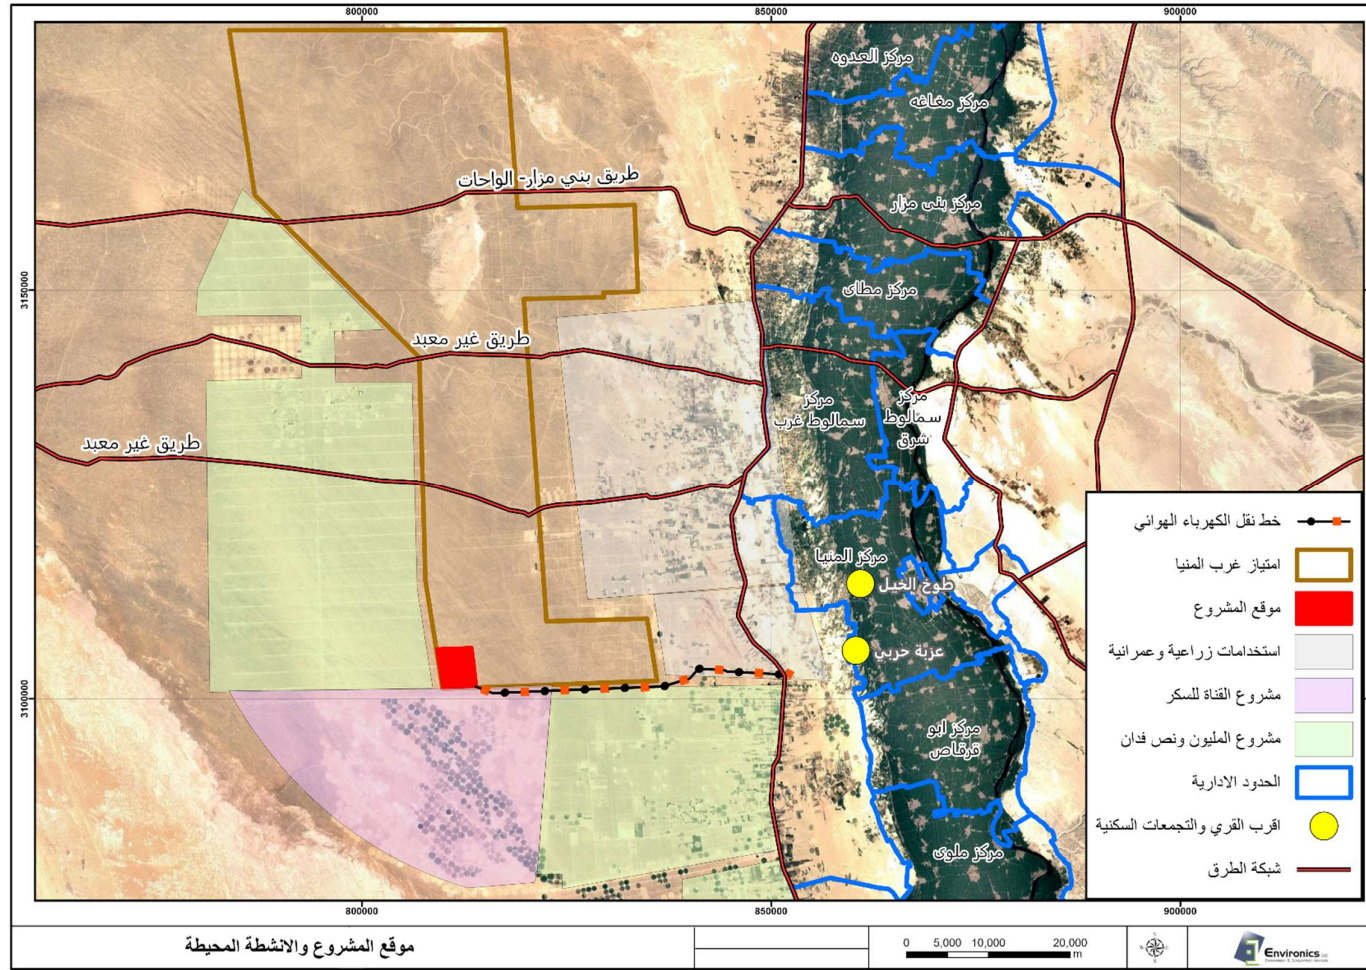 800000
850000
900000
مركز العدوه
مركز مغاغه
طريق بني مزار- الواحات
مركز بنى مزار
3150000
3150000
مركز مطاى
طريق غير معبد
مركز
سمالوط غرب
مركز
سمالوط
شرق
طريق غير معبد
مركز المنيا
طوخ الخيل
عزبة حربي
3100000
3100000
مركز ابو
قرقاص
مركز ملوى
خط نقل الكهرباء الهوائي
امتياز غرب المنيا
موقع المشروع
استخدامات زراعية وعمرانية
مشروع القناة للسكر
مشروع المليون ونص فدان
الحدود الادارية
اقرب القري والتجمعات السكنية
شبكة الطرق
800000
850000
900000
موقع المشروع والانشطة المحيطة
0 5,000 10,000 20,000
m
Environics